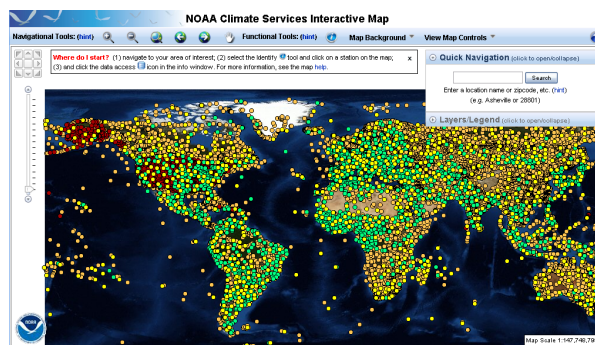 NOAA Climate Services Interactive Map
Navigational Tools: (hint) Functional Tools: (hint) Map Background View Map Controls
Where do I start? (1) navigate to your area of interest; (2) select the Identify tool and click on a station on the map; x
(3) and click the data access icon in the info window. For more information, see the map help.
Quick Navigation (click to open/collapse)
Search
Enter a location name or zipcode, etc. (hint)
(e.g. Asheville or 28801)
Layers/Legend (click to open/collapse)
NOAA
Map Scale 1:147,748,79